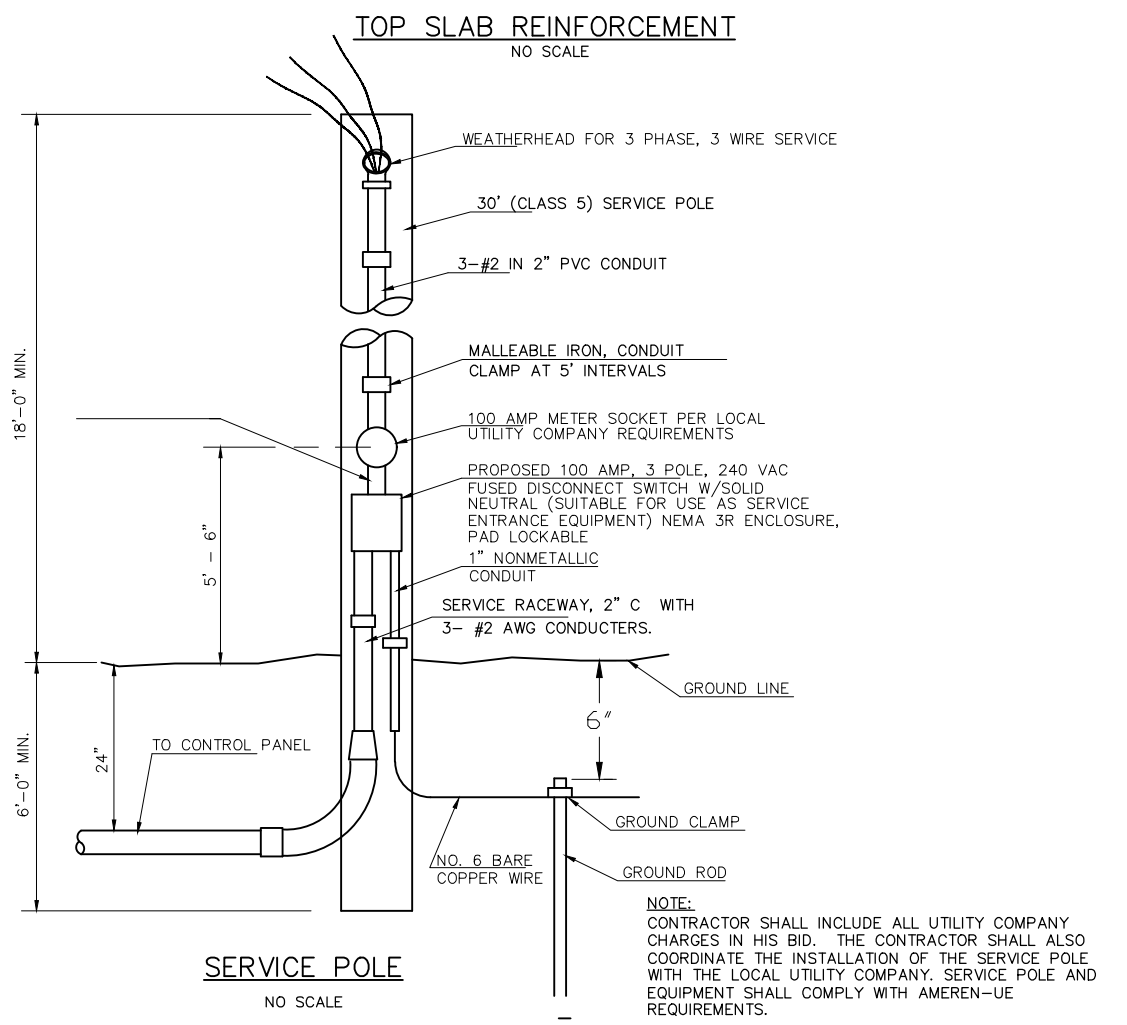 TOP SLAB REINFORCEMENT
NO SCALE
WEATHERHEAD FOR 3 PHASE, 3 WIRE SERVICE
30' (CLASS 5) SERVICE POLE
3-#2 IN 2" PVC CONDUIT
18'-0" MIN.
MALLEABLE IRON, CONDUIT
CLAMP AT 5' INTERVALS
100 AMP METER SOCKET PER LOCAL
UTILITY COMPANY REQUIREMENTS
PROPOSED 100 AMP, 3 POLE, 240 VAC
FUSED DISCONNECT SWITCH W/SOLID
NEUTRAL (SUITABLE FOR USE AS SERVICE
ENTRANCE EQUIPMENT) NEMA 3R ENCLOSURE,
PAD LOCKABLE
5' - 6"
1" NONMETALLIC
CONDUIT
SERVICE RACEWAY, 2" C WITH
3- #2 AWG CONDUCTERS.
GROUND LINE
6"
TO CONTROL PANEL
24"
6'-0" MIN.
GROUND CLAMP
NO. 6 BARE
COPPER WIRE
GROUND ROD
NOTE:
CONTRACTOR SHALL INCLUDE ALL UTILITY COMPANY
CHARGES IN HIS BID. THE CONTRACTOR SHALL ALSO
COORDINATE THE INSTALLATION OF THE SERVICE POLE
WITH THE LOCAL UTILITY COMPANY. SERVICE POLE AND
EQUIPMENT SHALL COMPLY WITH AMEREN-UE
REQUIREMENTS.
SERVICE POLE
NO SCALE